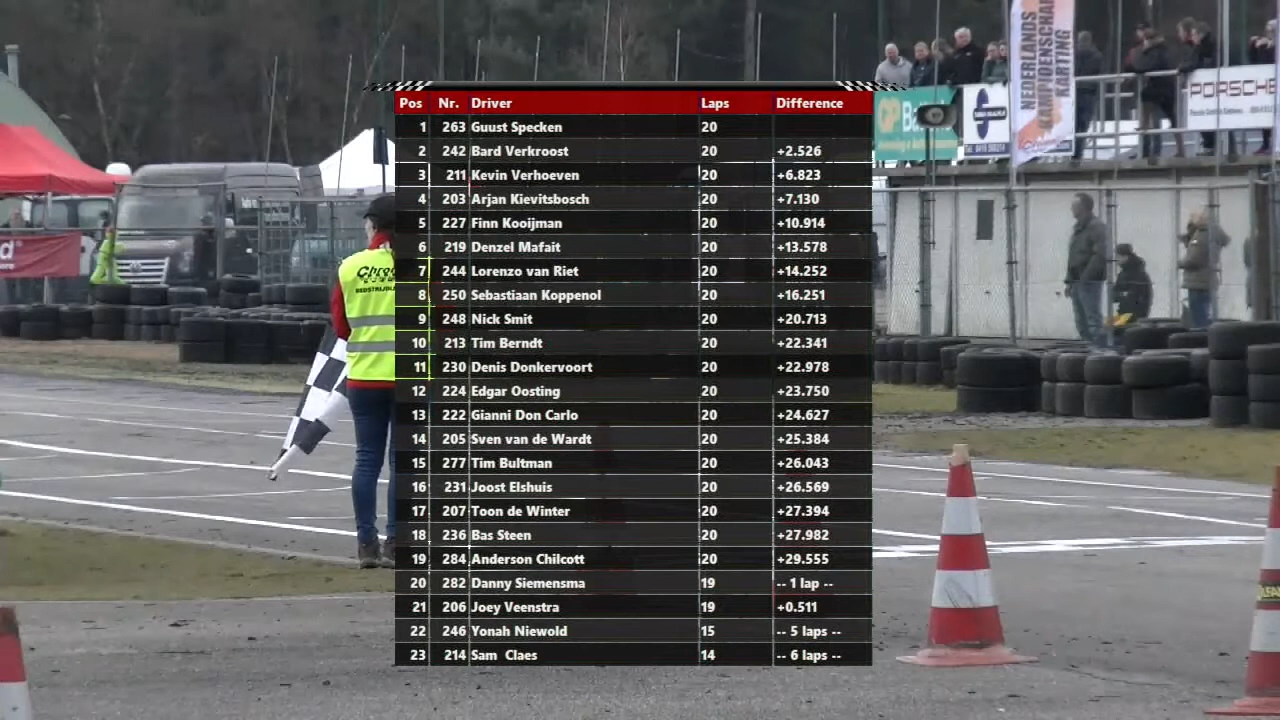 Pos Nr. Driver Laps Difference
1 263 Guust Specken 20
2 242 Bard Verkroost 20 +2.526
3 211 Kevin Verhoeven 20 +6.823
4 203 Arjan Kievitsbosch 20 +7.130
5 227 Finn Kooijman 20 +10.914
6 219 Denzel Mafait 20 +13.578
7 244 Lorenzo van Riet 20 +14.252
8 250 Sebastiaan Koppenol 20 +16.251
9 248 Nick Smit 20 +20.713
10 213 Tim Berndt 20 +22.341
11 230 Denis Donkervoort 20 +22.978
12 224 Edgar Oosting 20 +23.750
13 222 Gianni Don Carlo 20 +24.627
14 205 Sven van de Wardt 20 +25.384
15 277 Tim Bultman 20 +26.043
16 231 Joost Elshuis 20 +26.569
17 207 Toon de Winter 20 +27.394
18 236 Bas Steen 20 +27.982
19 284 Anderson Chilcott 20 +29.555
20 282 Danny Siemensma 19 -- 1 lap --
21 206 Joey Veenstra 19 +0.511
22 246 Yonah Niewold 15 -- 5 laps --
23 214 Sam  Claes 14 -- 6 laps --
NEDERLANDS
KAMPIOENSCHAP
KARTING
PORSCHE
GP Ba